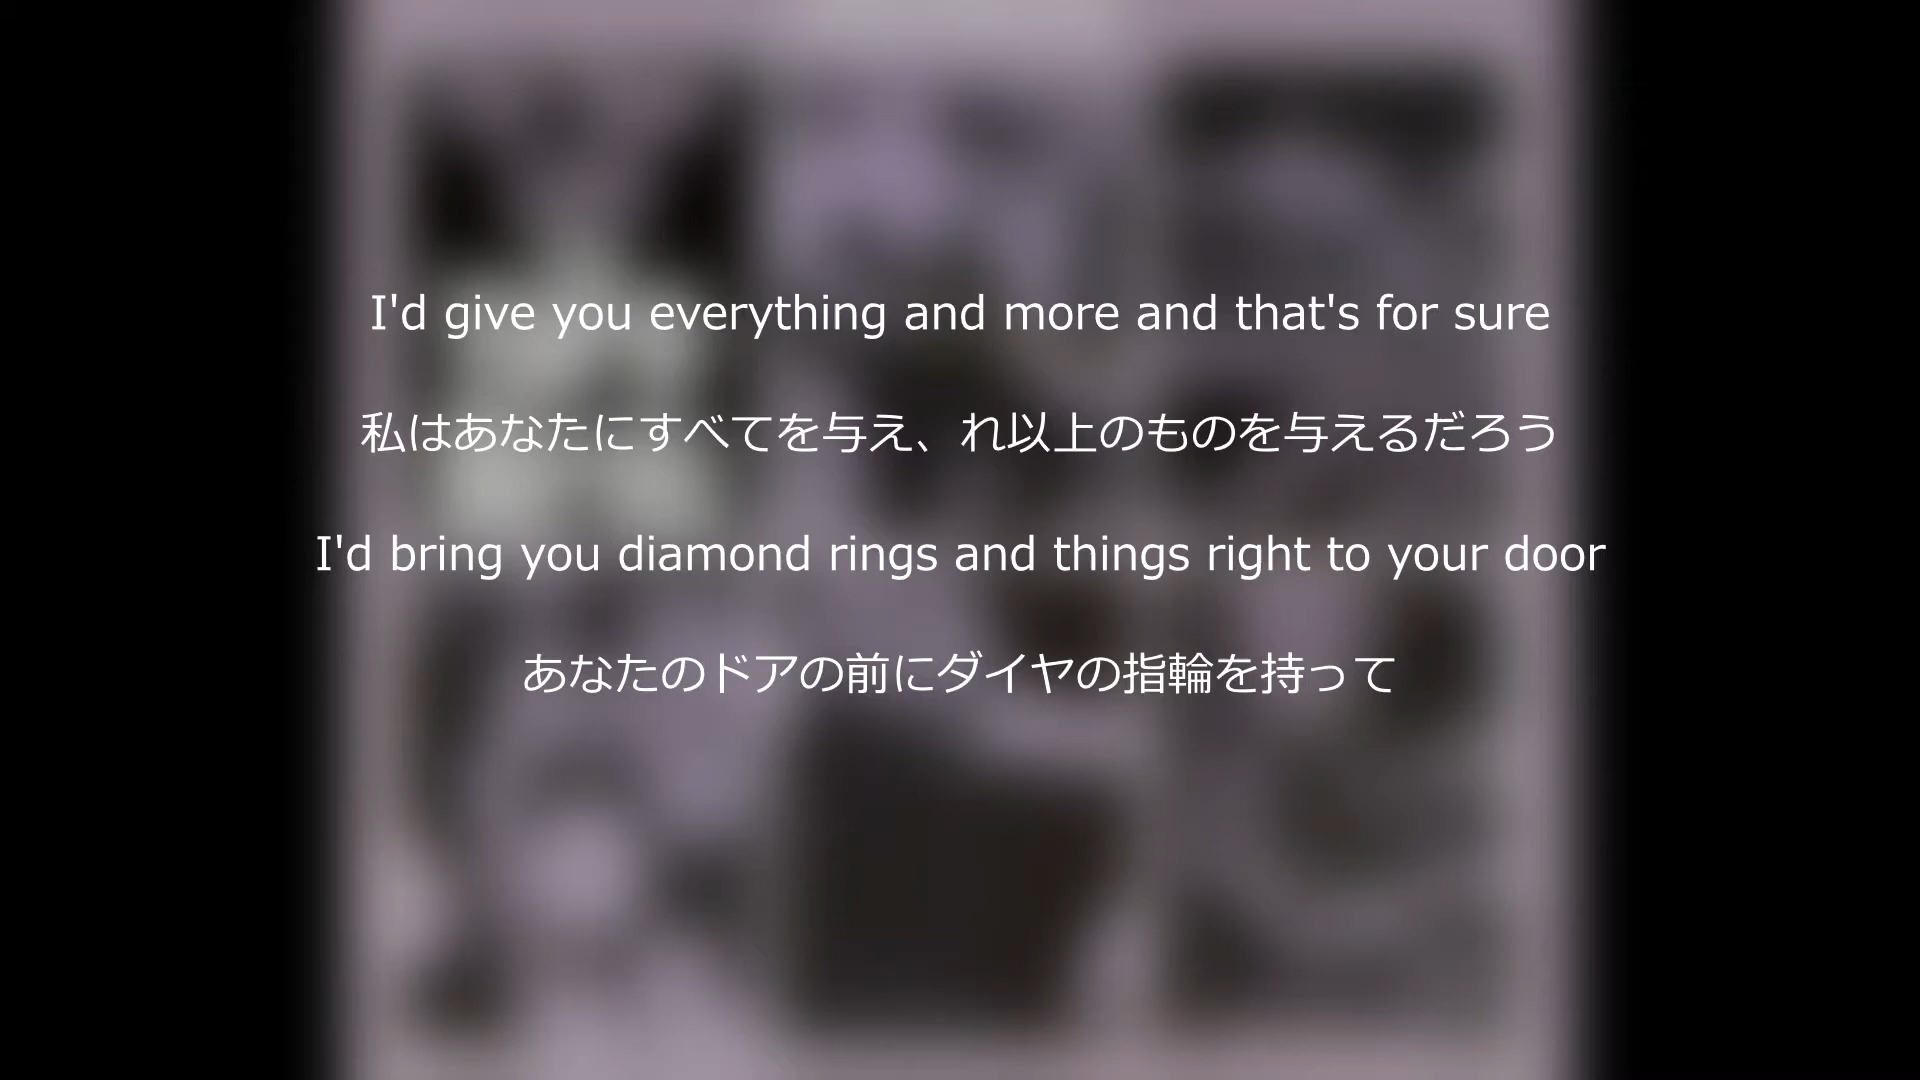 I'd give you everything and more and that's for sure
私はあなたにすべてを与え、れ以上のものを与えるだろう
I'd bring you diamond rings and things right to your door
あなたのドアの前にダイヤの指輪を持って